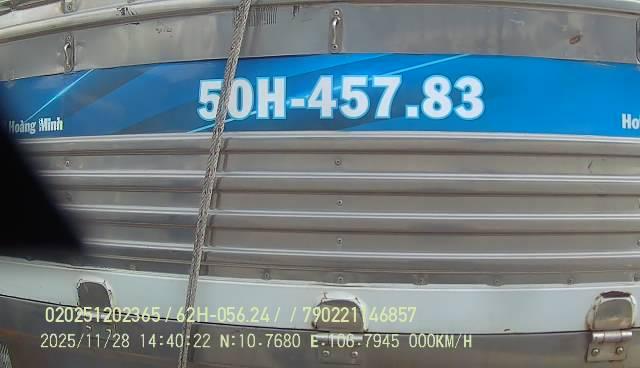 50H-457.83
Hoàng Minh
020251202365 / 62H-056.24 / / 790221146857
2025/11/28 14:40:22 N:10.7680 E:106.7945 000KM/H